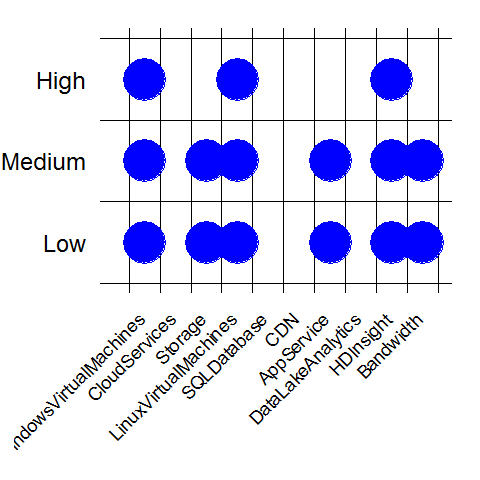 High
Medium
Low
ndowsVirtualMachines
CloudServices
Storage
LinuxVirtualMachines
SQLDatabase
CDN
AppService
DataLakeAnalytics
HDInsight
Bandwidth